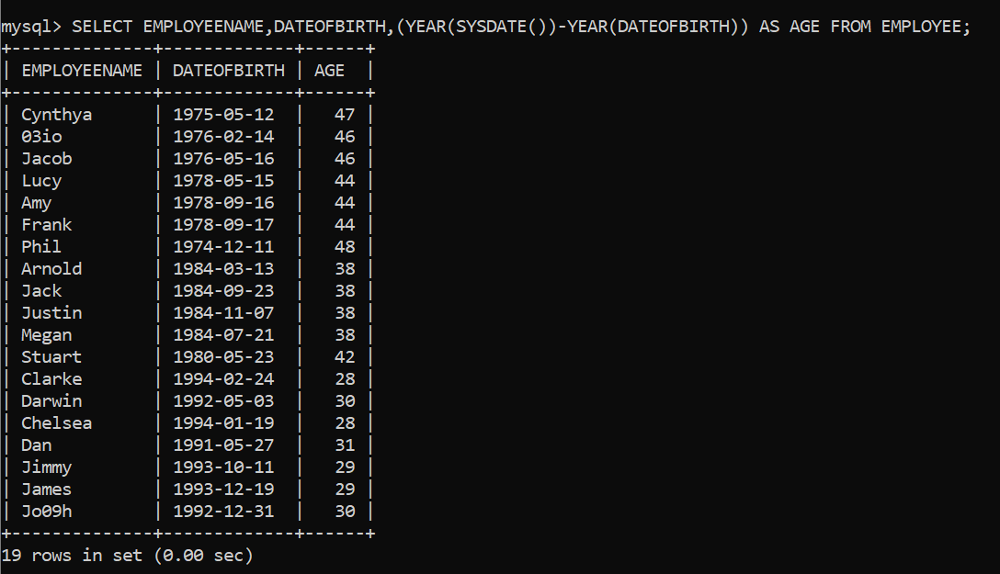 mysql> SELECT EMPLOYEENAME,DATEOFBIRTH,(YEAR(SYSDATE())-YEAR(DATEOFBIRTH)) AS AGE FROM EMPLOYEE;
+--------------+-------------+------+
| EMPLOYEENAME | DATEOFBIRTH | AGE  |
+--------------+-------------+------+
| Cynthya      | 1975-05-12  |   47 |
| 03io         | 1976-02-14  |   46 |
| Jacob        | 1976-05-16  |   46 |
| Lucy         | 1978-05-15  |   44 |
| Amy          | 1978-09-16  |   44 |
| Frank        | 1978-09-17  |   44 |
| Phil         | 1974-12-11  |   48 |
| Arnold       | 1984-03-13  |   38 |
| Jack         | 1984-09-23  |   38 |
| Justin       | 1984-11-07  |   38 |
| Megan        | 1984-07-21  |   38 |
| Stuart       | 1980-05-23  |   42 |
| Clarke       | 1994-02-24  |   28 |
| Darwin       | 1992-05-03  |   30 |
| Chelsea      | 1994-01-19  |   28 |
| Dan          | 1991-05-27  |   31 |
| Jimmy        | 1993-10-11  |   29 |
| James        | 1993-12-19  |   29 |
| Jo09h        | 1992-12-31  |   30 |
+--------------+-------------+------+
19 rows in set (0.00 sec)